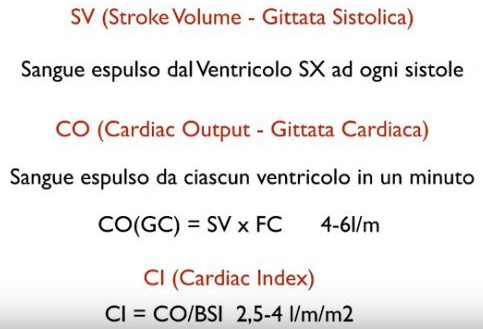 SV (Stroke Volume - Gittata Sistolica)
Sangue espulso dal Ventricolo SX ad ogni sistole
CO (Cardiac Output - Gittata Cardiaca)
Sangue espulso da ciascun ventricolo in un minuto
CO(GC) = SV x FC 4-6l/m
CI (Cardiac Index)
CI = CO/BSI 2,5-4 l/m/m2